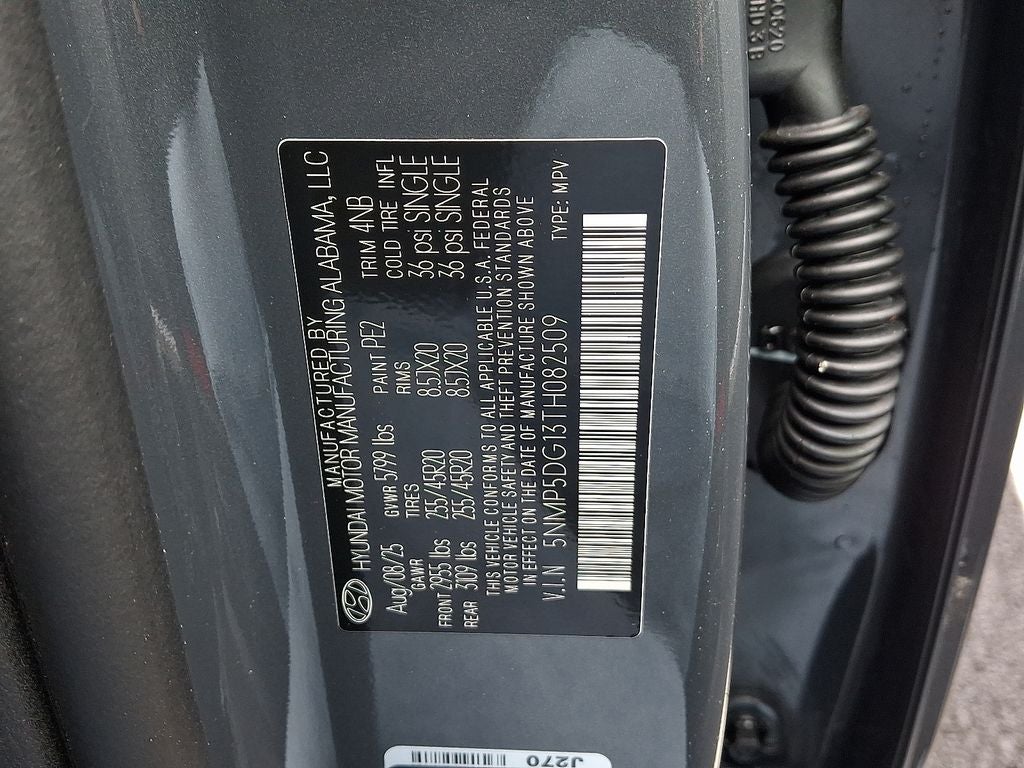 MANUFACTURED BY
HYUNDAI MOTOR MANUFACTURING ALABAMA, LLC
Aug/08/25 GVWR 5799 lbs PAINT PE2 TRIM 4NB
GAWR TIRES RIMS COLD TIRE INFL
FRONT 2935 lbs 255/45R20 8.5JX20 36 psi SINGLE
REAR 3109 lbs 255/45R20 8.5JX20 36 psi SINGLE
THIS VEHICLE CONFORMS TO ALL APPLICABLE U.S.A. FEDERAL
MOTOR VEHICLE SAFETY AND THEFT PREVENTION STANDARDS
IN EFFECT ON THE DATE OF MANUFACTURE SHOWN ABOVE
V.I.N 5NMP5DG13TH082509 TYPE: MPV
J270